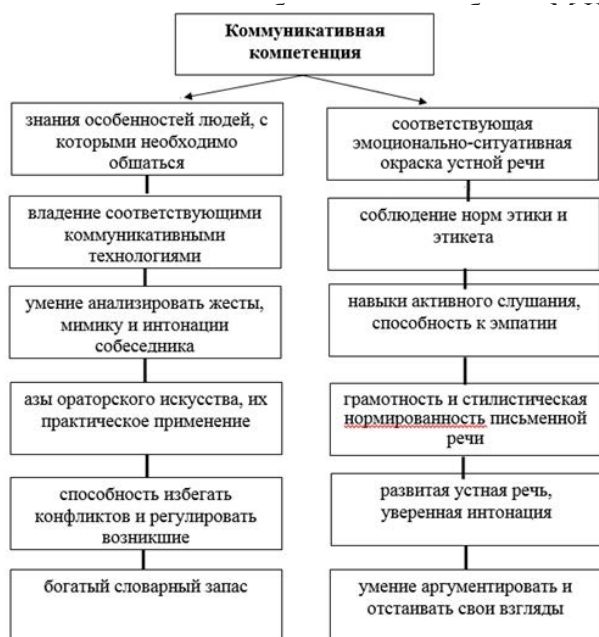 Коммуникативная
компетенция
знания особенностей людей, с
которыми необходимо
общаться
владение соответствующими
коммуникативными
технологиями
умение анализировать жесты,
мимику и интонации
собеседника
азы ораторского искусства, их
практическое применение
способность избегать
конфликтов и регулировать
возникшие
богатый словарный запас
соответствующая
эмоционально-ситуативная
окраска устной речи
соблюдение норм этики и
этикета
навыки активного слушания,
способность к эмпатии
грамотность и стилистическая
нормированность письменной
речи
развитая устная речь,
уверенная интонация
умение аргументировать и
отстаивать свои взгляды